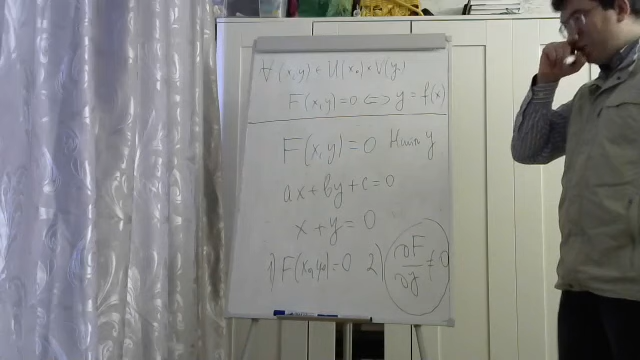 ∀(x,y) ∈ U(x₀) × V(y₀)
F(x,y) = 0 ⟺ y = f(x)
F(x,y) = 0 Найти y
ax + by + c = 0
x + y = 0
1) F(x₀,y₀) = 0 2) ∂F/∂y ≠ 0